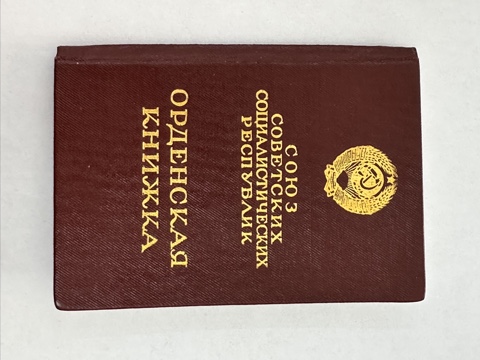 СОЮЗ
СОВЕТСКИХ
СОЦИАЛИСТИЧЕСКИХ
РЕСПУБЛИК
ОРДЕНСКАЯ
КНИЖКА